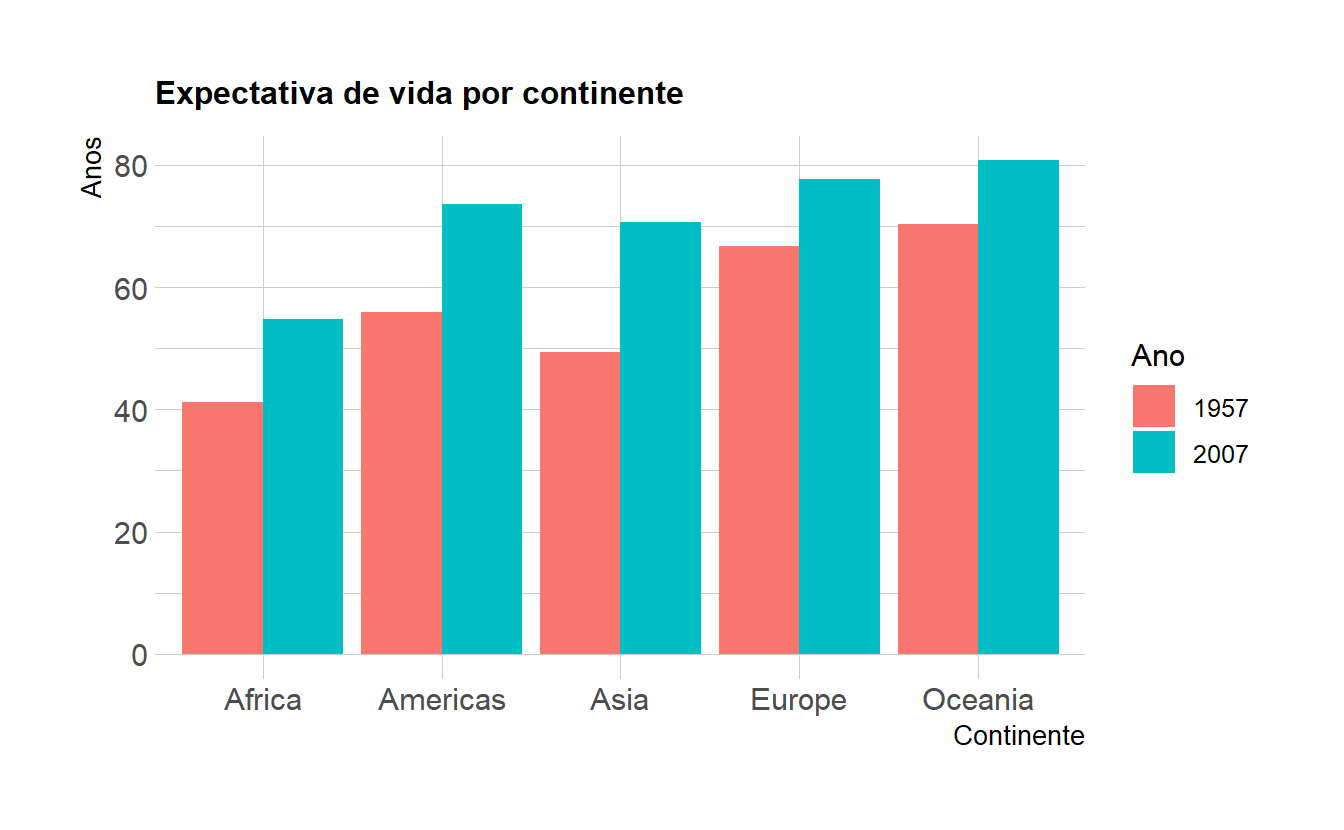 Expectativa de vida por continente
Anos
80
60
40
20
0
Africa Americas Asia Europe Oceania
Continente
Ano
1957
2007